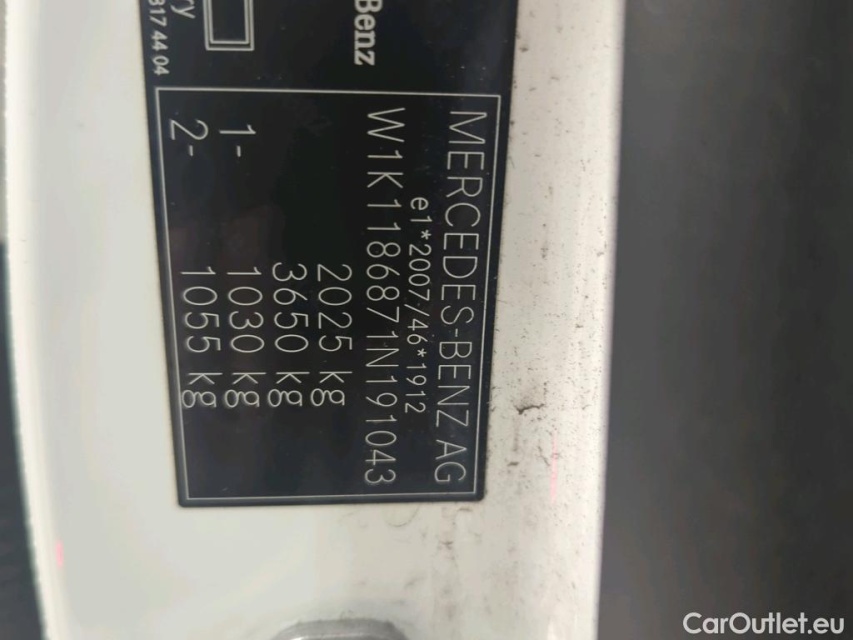 Benz
ry
817 44 04
MERCEDES-BENZ AG
e1*2007/46*1912
W1K1186871N191043
2025 kg
3650 kg
1- 1030 kg
2- 1055 kg
CarOutlet.eu